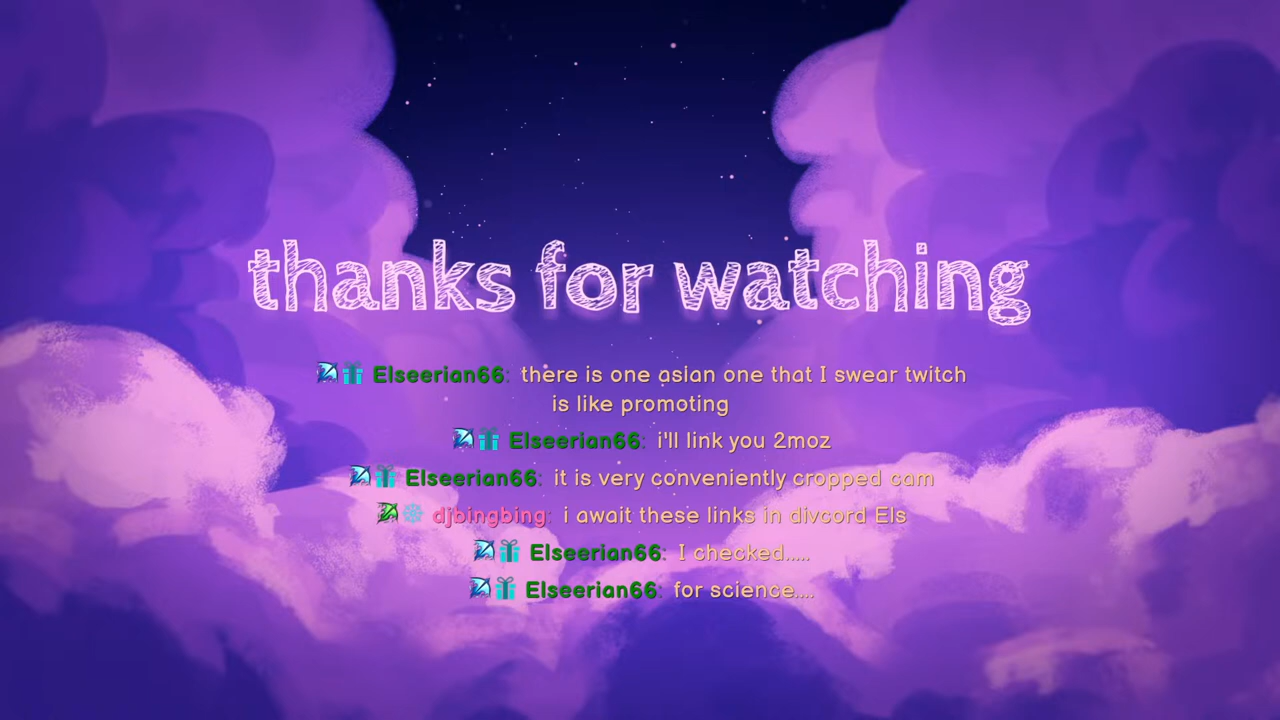 thanks for watching
Elseerian66: there is one asian one that I swear twitch
is like promoting
Elseerian66: i'll link you 2moz
Elseerian66: it is very conveniently cropped cam
djbingbing: i await these links in divcord Els
Elseerian66: I checked.....
Elseerian66: for science....